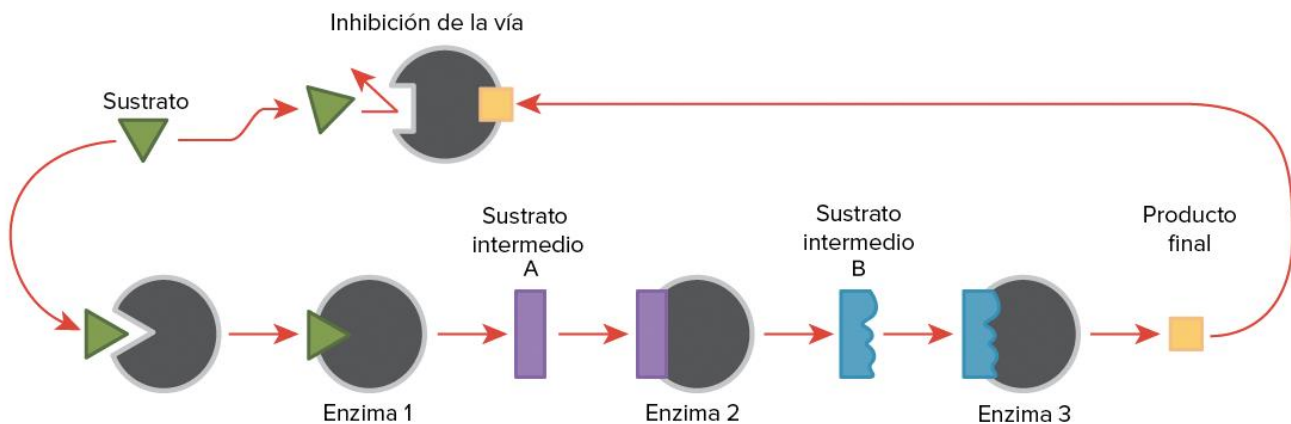 Inhibición de la vía
Sustrato
Sustrato
intermedio
A
Sustrato
intermedio
B
Producto
final
Enzima 1
Enzima 2
Enzima 3